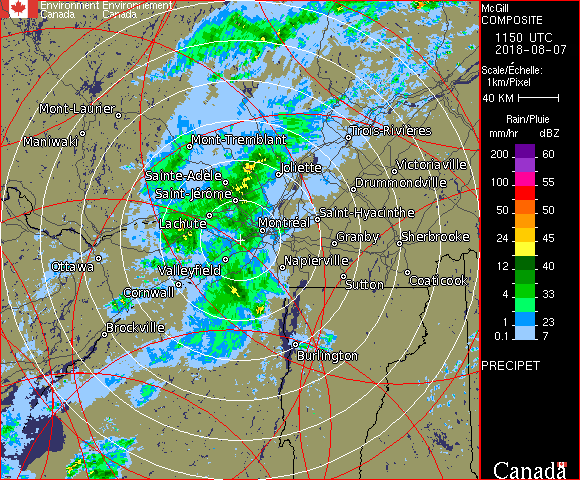 Environment Environnement
Canada Canada
McGill
COMPOSITE
1150 UTC
2018-08-07
Scale/Échelle:
1km/Pixel
40 KM
Rain/Pluie
mm/hr dBZ
200 60
100 55
50 50
24 45
12 40
4 33
1 23
0.1 7
PRECIPET
Canada
Mont-Laurier
Maniwaki
Mont-Tremblant
Trois-Rivières
Sainte-Adèle
Joliette
Victoriaville
Saint-Jérôme
Drummondville
Lachute
Montréal
Saint-Hyacinthe
Granby
Sherbrooke
Ottawa
Valleyfield
Napierville
Cornwall
Sutton
Coaticook
Brockville
Burlington